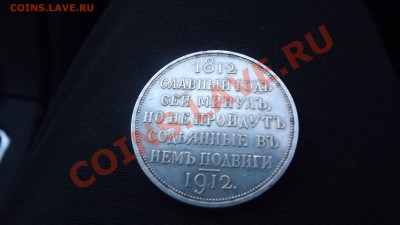 COINS.LAVE.RU
COINS.LAVE.RU
1812
СЛАВНЫЙ ГОДЪ
СЕЙ МИНУЛЪ,
НО НЕ ПРОЙДУТЪ
СОДѢЯННЫЕ ВЪ
НЕМЪ ПОДВИГИ
1912.